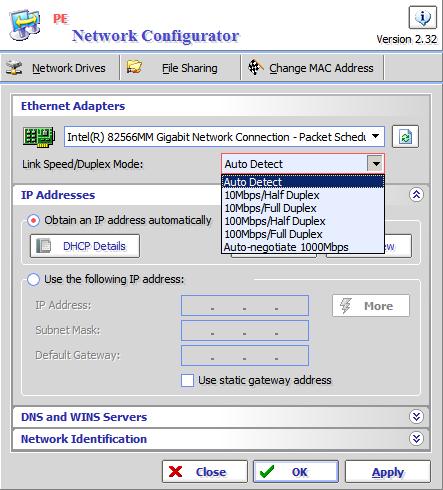 PE
Network Configurator
Version 2.32
Network Drives File Sharing Change MAC Address
Ethernet Adapters
Intel(R) 82566MM Gigabit Network Connection - Packet Schedu
Link Speed/Duplex Mode: Auto Detect
Auto Detect
10Mbps/Half Duplex
10Mbps/Full Duplex
100Mbps/Half Duplex
100Mbps/Full Duplex
Auto-negotiate 1000Mbps
IP Addresses
Obtain an IP address automatically
DHCP Details
Use the following IP address:
IP Address: . . .
More
Subnet Mask: . . .
Default Gateway: . . .
Use static gateway address
DNS and WINS Servers
Network Identification
Close OK Apply